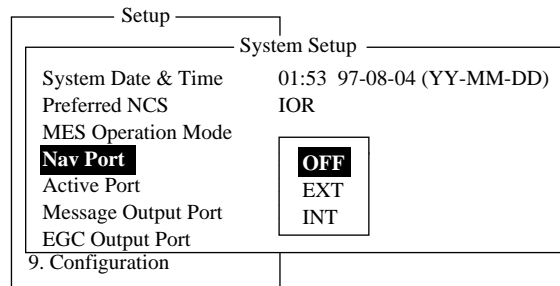 Setup
System Setup
System Date & Time 01:53 97-08-04 (YY-MM-DD)
Preferred NCS IOR
MES Operation Mode
Nav Port OFF
Active Port EXT
Message Output Port INT
EGC Output Port
9. Configuration